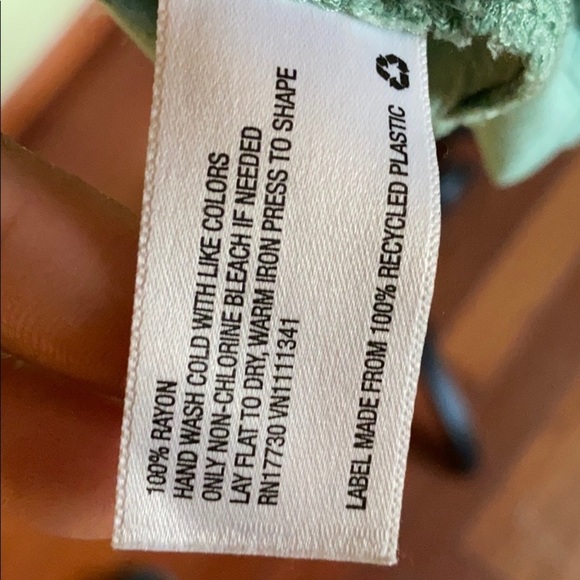 100% RAYON
HAND WASH COLD WITH LIKE COLORS
ONLY NON-CHLORINE BLEACH IF NEEDED
LAY FLAT TO DRY, WARM IRON PRESS TO SHAPE
RN17730 VN1111341
LABEL MADE FROM 100% RECYCLED PLASTIC